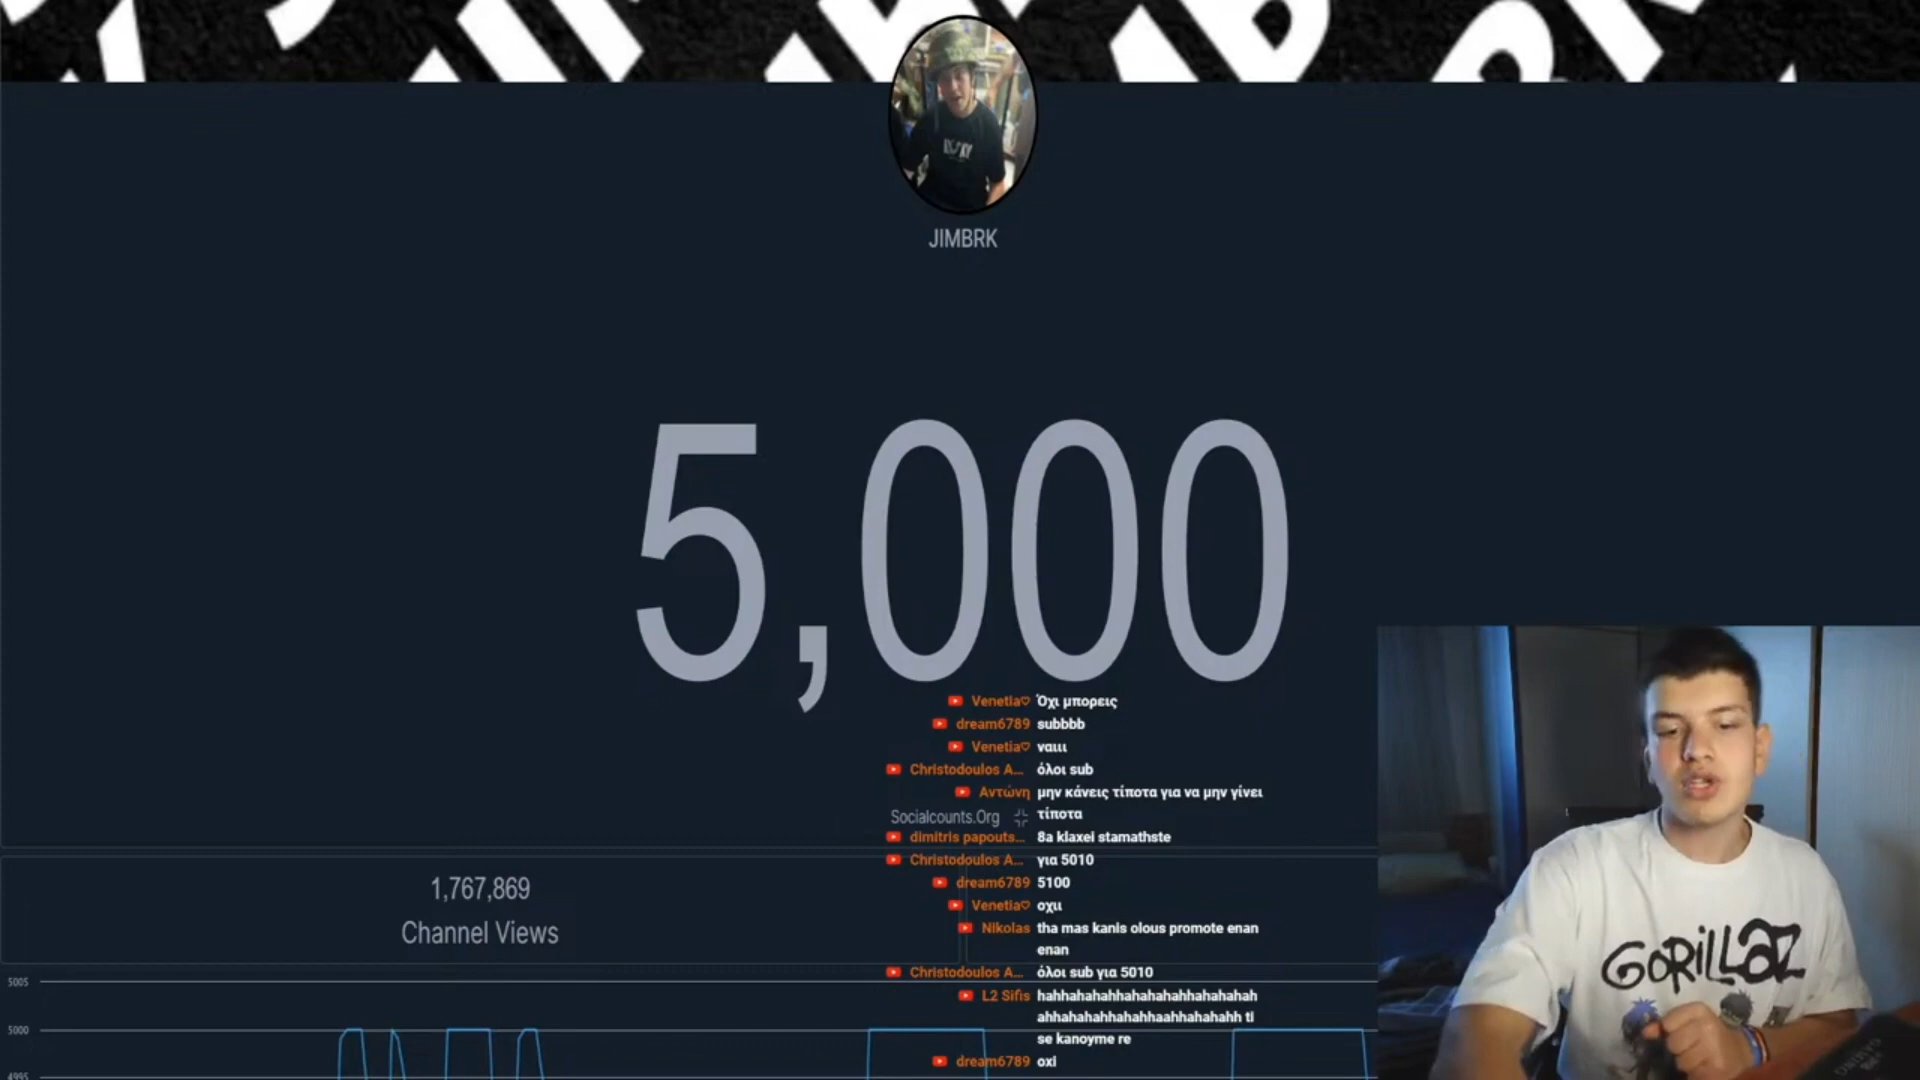 JIMBRK
5,000
Venetia♡ Όχι μπορεις
dream6789 subbbb
Venetia♡ ναιιι
Christodoulos A... όλοι sub
Αντώνη μην κάνεις τίποτα για να μην γίνει
τίποτα
Socialcounts.Org
dimitris papouts... 8a klaxei stamathste
Christodoulos A... για 5010
dream6789 5100
Venetia♡ οχιι
Nikolas tha mas kanis olous promote enan
enan
Christodoulos A... όλοι sub για 5010
L2 Sifis hahhahahahhahahahahhahahahah
ahhahahahhahahhaahhahahahh ti
se kanoyme re
dream6789 oxi
1,767,869
Channel Views
5005
5000
4995
GORILLAZ